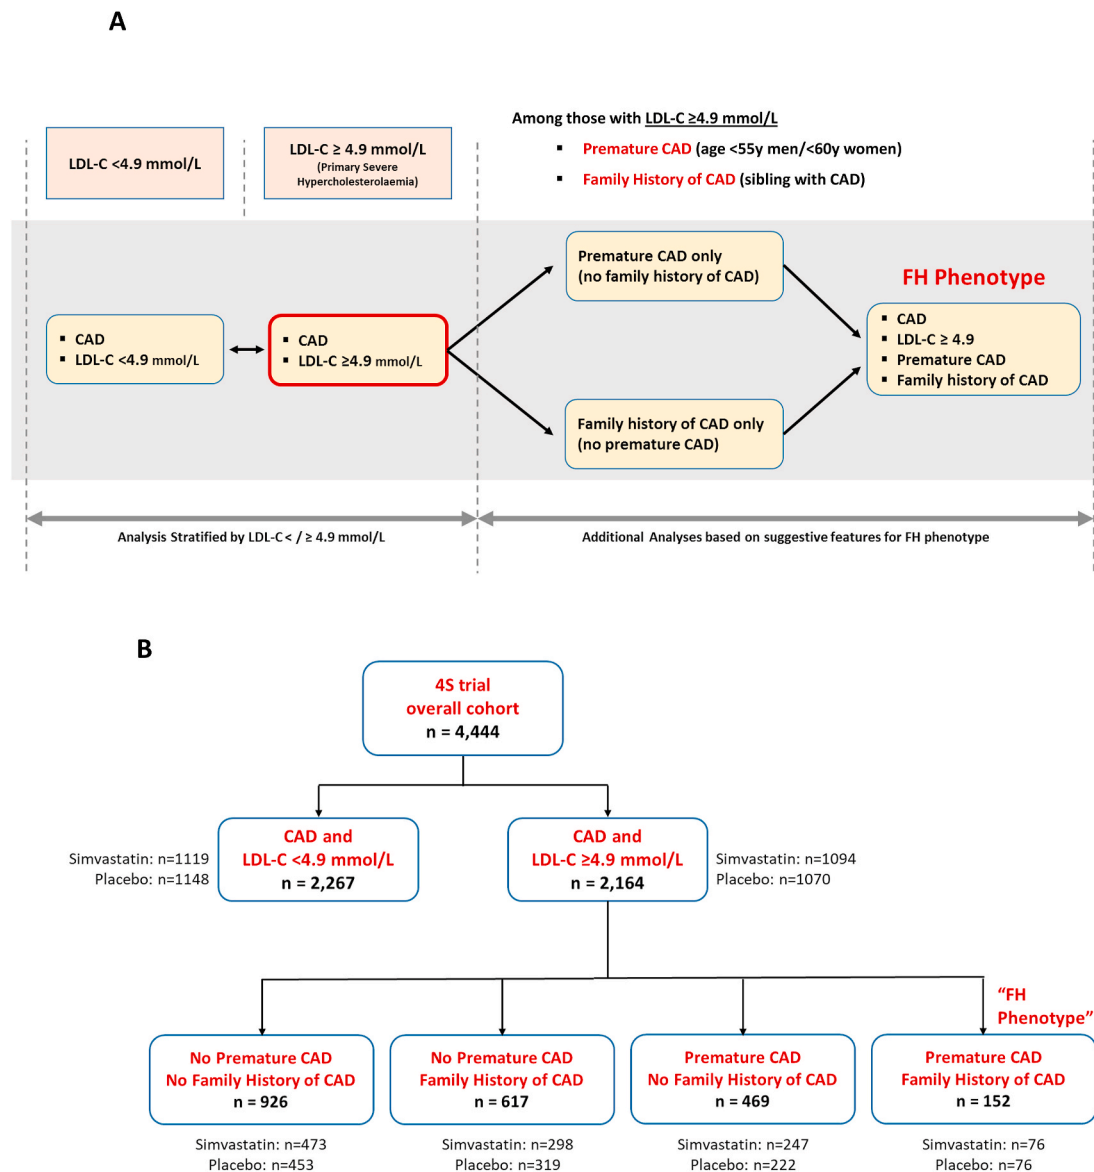 A
LDL-C <4.9 mmol/L
LDL-C ≥ 4.9 mmol/L
(Primary Severe
Hypercholesterolaemia)
Among those with LDL-C ≥4.9 mmol/L
▪ Premature CAD (age <55y men/<60y women)
▪ Family History of CAD (sibling with CAD)
▪ CAD
▪ LDL-C <4.9 mmol/L
▪ CAD
▪ LDL-C ≥4.9 mmol/L
Premature CAD only
(no family history of CAD)
Family history of CAD only
(no premature CAD)
FH Phenotype
▪ CAD
▪ LDL-C ≥ 4.9
▪ Premature CAD
▪ Family history of CAD
Analysis Stratified by LDL-C < / ≥ 4.9 mmol/L
Additional Analyses based on suggestive features for FH phenotype
B
4S trial
overall cohort
n = 4,444
Simvastatin: n=1119
Placebo: n=1148
CAD and
LDL-C <4.9 mmol/L
n = 2,267
CAD and
LDL-C ≥4.9 mmol/L
n = 2,164
Simvastatin: n=1094
Placebo: n=1070
No Premature CAD
No Family History of CAD
n = 926
Simvastatin: n=473
Placebo: n=453
No Premature CAD
Family History of CAD
n = 617
Simvastatin: n=298
Placebo: n=319
Premature CAD
No Family History of CAD
n = 469
Simvastatin: n=247
Placebo: n=222
“FH
Phenotype”
Premature CAD
Family History of CAD
n = 152
Simvastatin: n=76
Placebo: n=76